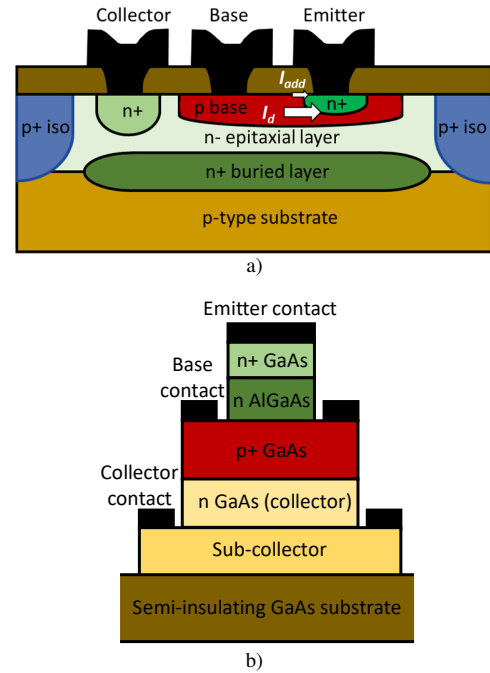 Collector Base Emitter
I_add
n+ p base n+
I_d
p+ iso p+ iso
n- epitaxial layer
n+ buried layer
p-type substrate
a)
Emitter contact
n+ GaAs
Base
contact
n AlGaAs
p+ GaAs
Collector
contact
n GaAs (collector)
Sub-collector
Semi-insulating GaAs substrate
b)